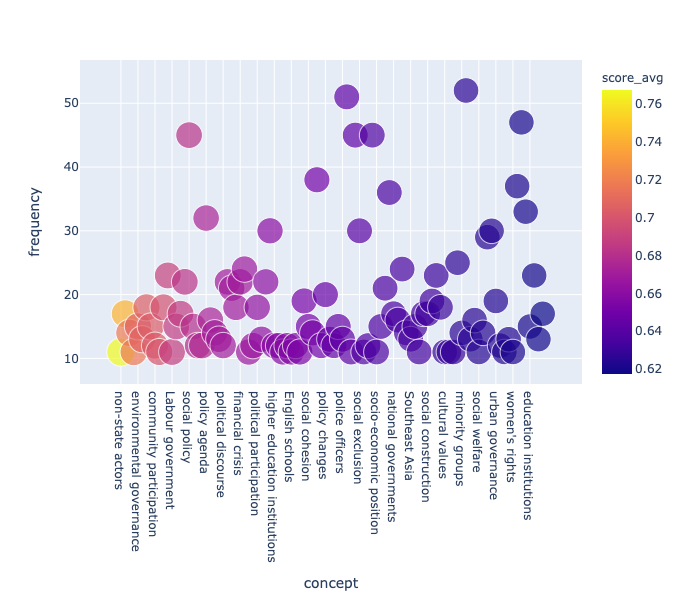 score_avg
0.76
0.74
0.72
0.7
0.68
0.66
0.64
0.62
frequency
50
40
30
20
10
non-state actors
environmental governance
community participation
Labour government
social policy
policy agenda
political discourse
financial crisis
political participation
higher education institutions
English schools
social cohesion
policy changes
police officers
social exclusion
socio-economic position
national governments
Southeast Asia
social construction
cultural values
minority groups
social welfare
urban governance
women's rights
education institutions
concept